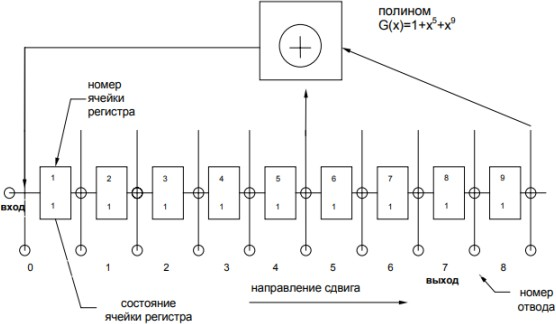 полином
G(x)=1+x⁵+x⁹
номер
ячейки
регистра
1 2 3 4 5 6 7 8 9
вход
1 1 1 1 1 1 1 1 1
0 1 2 3 4 5 6 7 8
выход
направление сдвига
состояние
ячейки регистра
номер
отвода